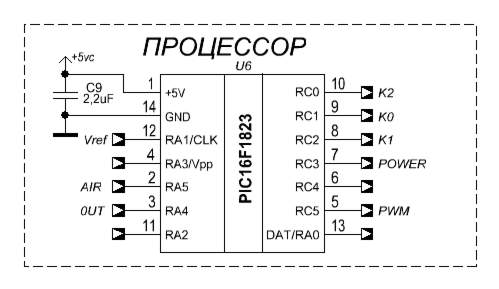 ПРОЦЕССОР
U6
+5vc
C9
2,2uF
1 +5V
14 GND
Vref 12 RA1/CLK
4 RA3/Vpp
AIR 2 RA5
0UT 3 RA4
11 RA2
PIC16F1823
RC0 10 K2
RC1 9 K0
RC2 8 K1
RC3 7 POWER
RC4 6
RC5 5 PWM
DAT/RA0 13